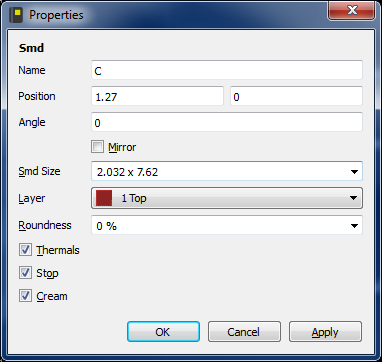 Properties
Smd
Name C
Position 1.27 0
Angle 0
Mirror
Smd Size 2.032 x 7.62
Layer 1 Top
Roundness 0 %
Thermals
Stop
Cream
OK Cancel Apply